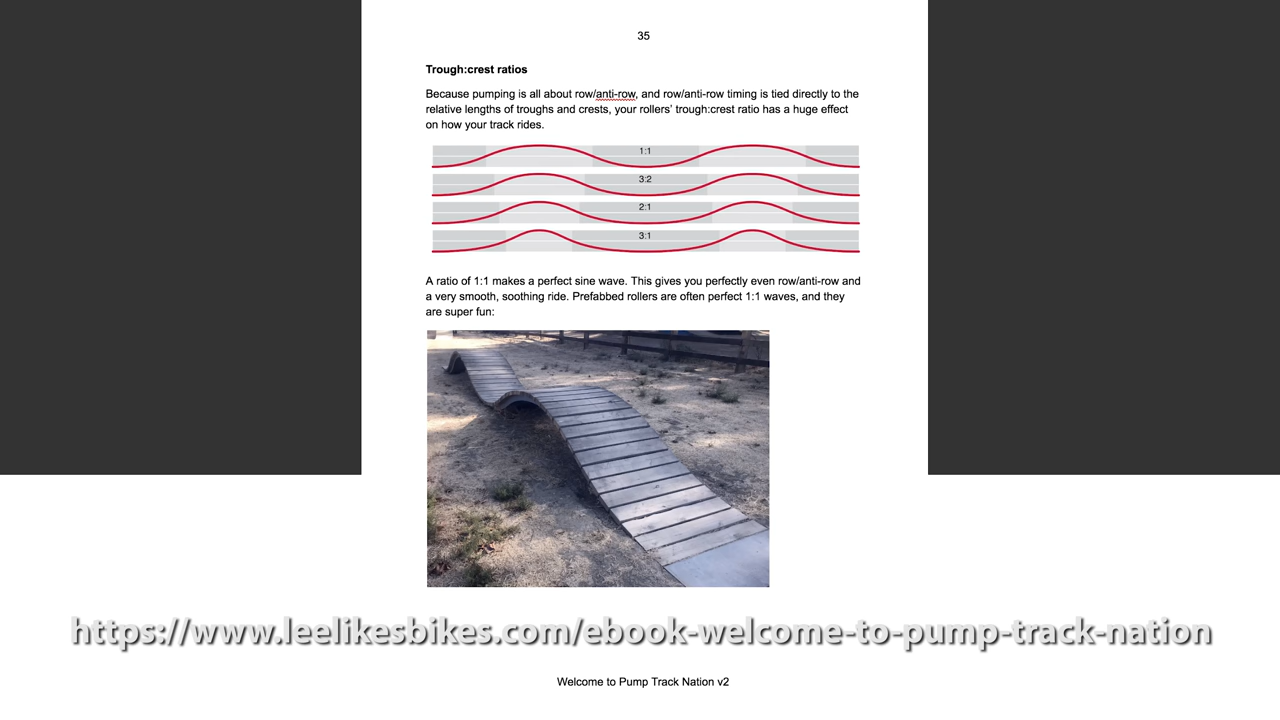 35
Trough:crest ratios
Because pumping is all about row/anti-row, and row/anti-row timing is tied directly to the
relative lengths of troughs and crests, your rollers’ trough:crest ratio has a huge effect
on how your track rides.
1:1
3:2
2:1
3:1
A ratio of 1:1 makes a perfect sine wave. This gives you perfectly even row/anti-row and
a very smooth, soothing ride. Prefabbed rollers are often perfect 1:1 waves, and they
are super fun:
https://www.leelikesbikes.com/ebook-welcome-to-pump-track-nation
Welcome to Pump Track Nation v2